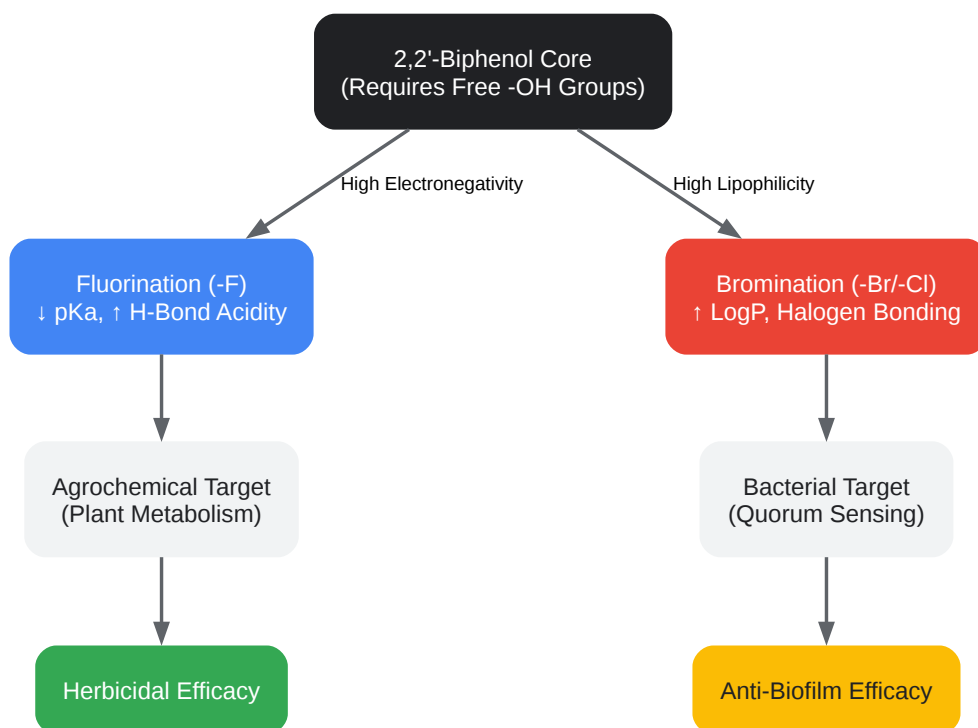 2,2'-Biphenol Core
(Requires Free -OH Groups)
High Electronegativity
High Lipophilicity
Fluorination (-F)
↓ pKa, ↑ H-Bond Acidity
Bromination (-Br/-Cl)
↑ LogP, Halogen Bonding
Agrochemical Target
(Plant Metabolism)
Bacterial Target
(Quorum Sensing)
Herbicidal Efficacy
Anti-Biofilm Efficacy